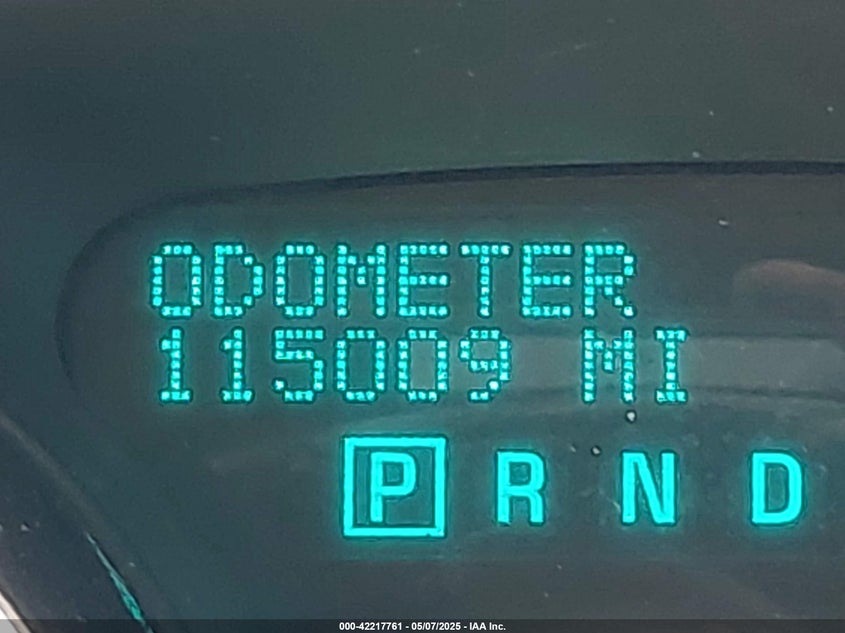 ODOMETER
115009 MI
P R N D
000-42217761 - 05/07/2025 - IAA Inc.